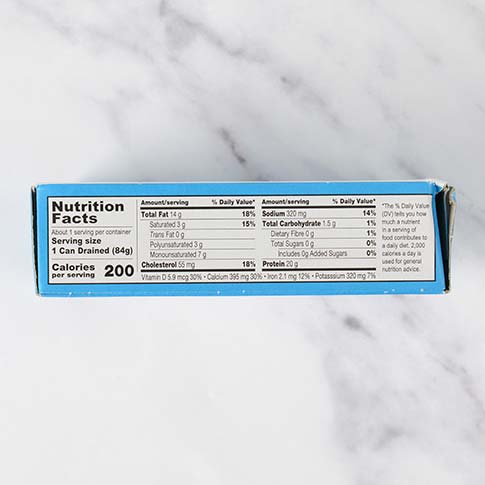 Nutrition
Facts
About 1 serving per container
Serving size
1 Can Drained (84g)
Calories
per serving 200
Amount/serving % Daily Value*
Total Fat 14 g 18%
Saturated 3 g 15%
Trans Fat 0 g
Polyunsaturated 3 g
Monounsaturated 7 g
Cholesterol 55 mg 18%
Amount/serving % Daily Value*
Sodium 320 mg 14%
Total Carbohydrate 1.5 g 1%
Dietary Fibre 0 g 1%
Total Sugars 0 g 0%
Includes 0g Added Sugars 0%
Protein 20 g
Vitamin D 5.9 mcg 30% • Calcium 395 mg 30% • Iron 2.1 mg 12% • Potasssium 320 mg 7%
*The % Daily Value
(DV) tells you how
much a nutrient
in a serving of
food contributes to
a daily diet. 2,000
calories a day is
used for general
nutrition advice.